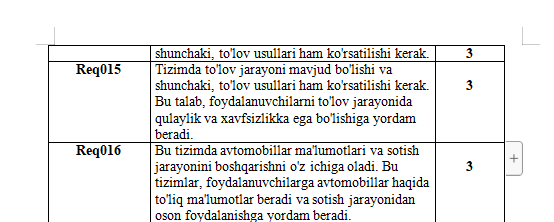 shunchaki, to'lov usullari ham ko'rsatilishi kerak. 3
Req015 Tizimda to'lov jarayoni mavjud bo'lishi va
shunchaki, to'lov usullari ham ko'rsatilishi kerak. 3
Bu talab, foydalanuvchilarni to'lov jarayonida
qulaylik va xavfsizlikka ega bo'lishiga yordam
beradi.
Req016 Bu tizimda avtomobillar ma'lumotlari va sotish
jarayonini boshqarishni o'z ichiga oladi. Bu 3
tizimlar, foydalanuvchilarga avtomobillar haqida
to'liq ma'lumotlar beradi va sotish jarayonidan
oson foydalanishga yordam beradi.